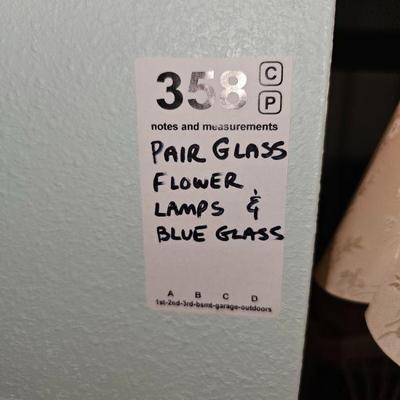 358 C
P
notes and measurements
PAIR GLASS
FLOWER
LAMPS &
BLUE GLASS
A B C D
1st-2nd-3rd-bsmt-garage-outdoors